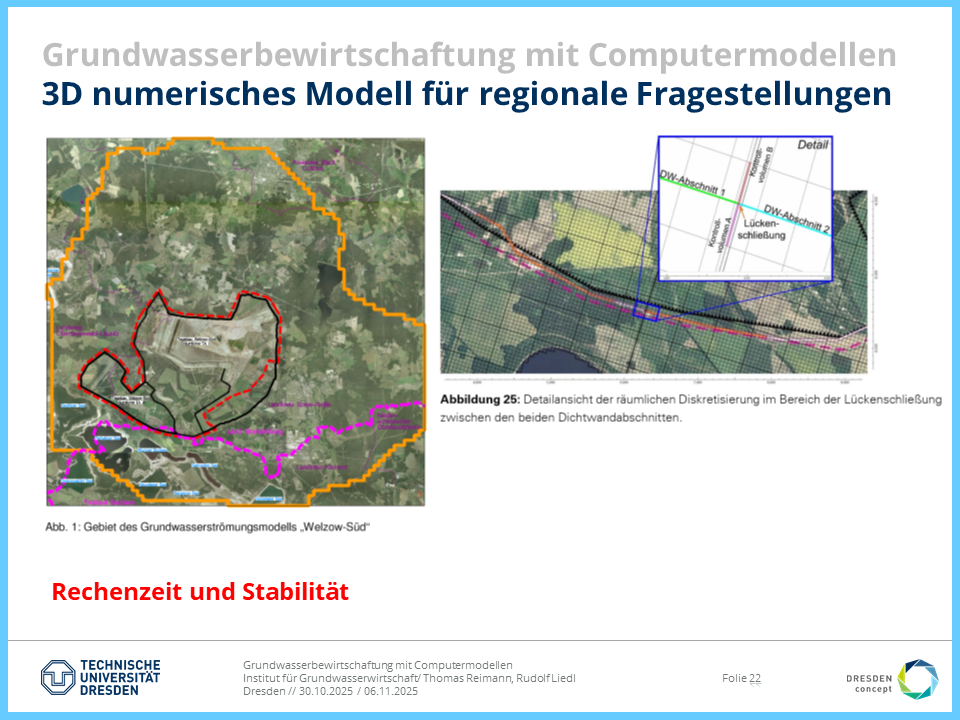 Grundwasserbewirtschaftung mit Computermodellen
3D numerisches Modell für regionale Fragestellungen
Detail
Kontroll-
volumen B
DW-Abschnitt 1
DW-Abschnitt 2
Kontroll-
volumen A
Lücken-
schließung
Abbildung 25: Detailansicht der räumlichen Diskretisierung im Bereich der Lückenschließung
zwischen den beiden Dichtwandabschnitten.
Abb. 1: Gebiet des Grundwasserströmungsmodells „Welzow-Süd“
Rechenzeit und Stabilität
TECHNISCHE
UNIVERSITÄT
DRESDEN
Grundwasserbewirtschaftung mit Computermodellen
Institut für Grundwasserwirtschaft/ Thomas Reimann, Rudolf Liedl
Dresden // 30.10.2025 / 06.11.2025
Folie 22
DRESDEN
concept